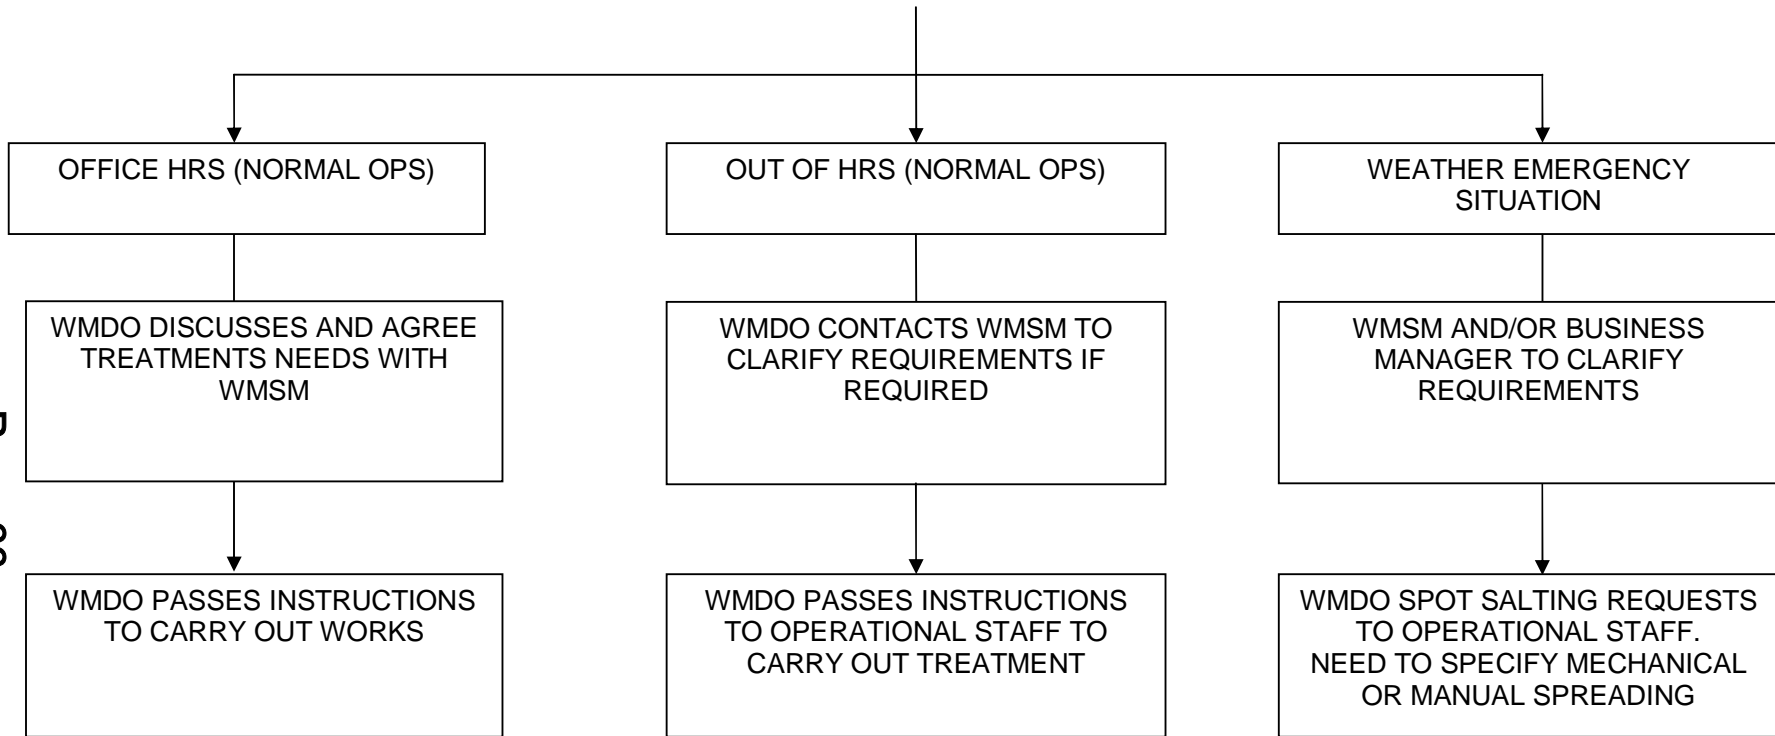 OFFICE HRS (NORMAL OPS)
OUT OF HRS (NORMAL OPS)
WEATHER EMERGENCY
SITUATION
WMDO DISCUSSES AND AGREE
TREATMENTS NEEDS WITH
WMSM
WMDO CONTACTS WMSM TO
CLARIFY REQUIREMENTS IF
REQUIRED
WMSM AND/OR BUSINESS
MANAGER TO CLARIFY
REQUIREMENTS
WMDO PASSES INSTRUCTIONS
TO CARRY OUT WORKS
WMDO PASSES INSTRUCTIONS
TO OPERATIONAL STAFF TO
CARRY OUT TREATMENT
WMDO SPOT SALTING REQUESTS
TO OPERATIONAL STAFF.
NEED TO SPECIFY MECHANICAL
OR MANUAL SPREADING